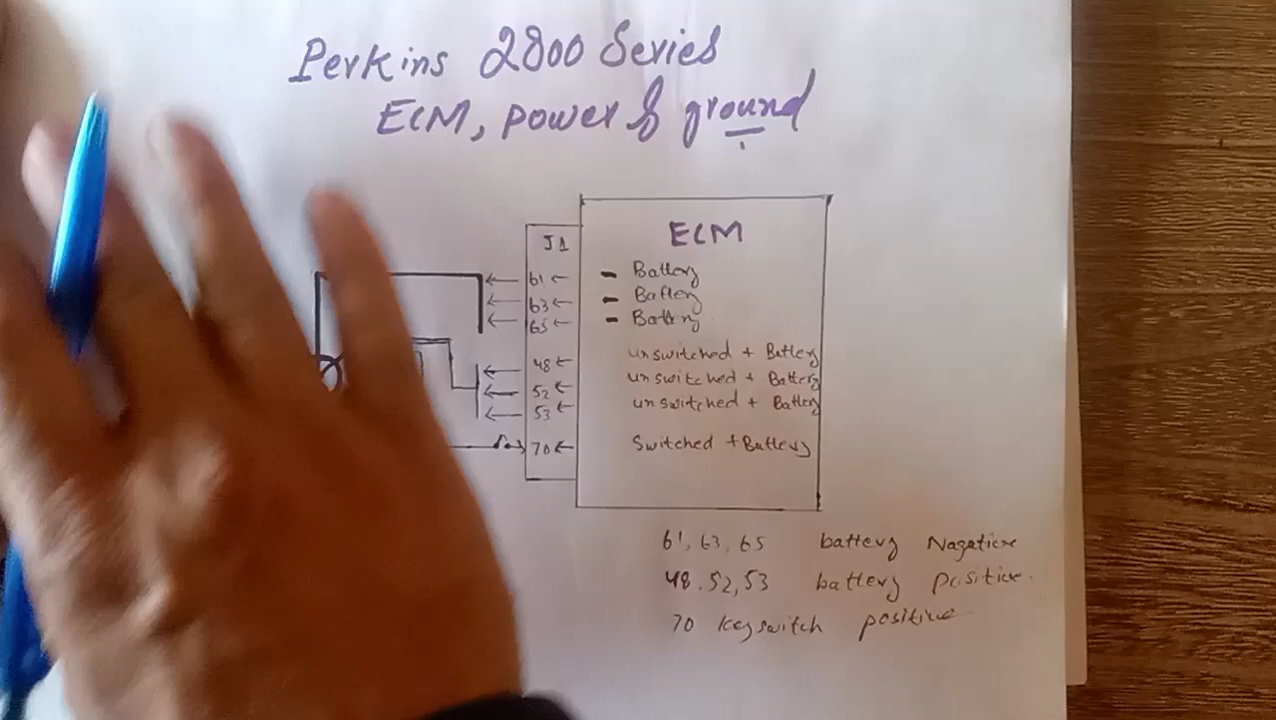 Perkins 2800 Series
ECM, power & ground
J1
ECM
61 - Battery
63 - Battery
65 - Battery
48 unswitched + Battery
52 unswitched + Battery
53 unswitched + Battery
70 Switched + Battery
61, 63, 65 battery Nagative
48.52,53 battery positive.
70 keyswitch positive